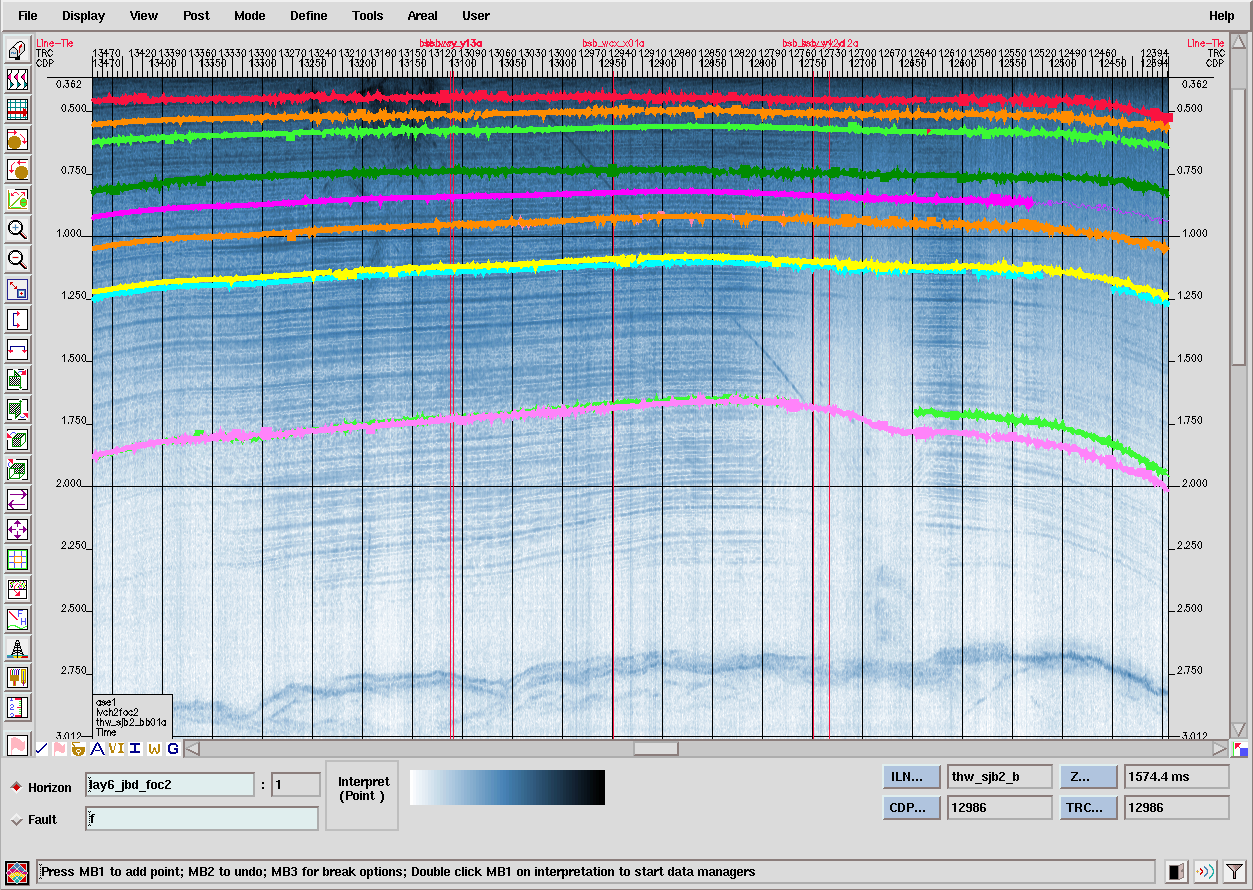 File Display View Post Mode Define Tools Areal User Help
Line-Tie bsb_wcx_x01a Line-Tie
TRC 13470 13420 13390 13360 13330 13300 13270 13240 13210 13180 13150 13120 13090 13060 13030 13000 12970 12940 12910 12880 12850 12820 12790 12760 12730 12700 12670 12640 12610 12580 12550 12520 12490 12460 12394 TRC
CDP 13470 13400 13350 13300 13250 13200 13150 13100 13050 13000 12950 12900 12850 12800 12750 12700 12650 12600 12550 12500 12450 12394 CDP
0.362 0.362
0.500 0.500
0.750 0.750
1.000 1.000
1.250 1.250
1.500 1.500
1.750 1.750
2.000 2.000
2.250 2.250
2.500 2.500
2.750 2.750
3.012 3.012
ase1
lvch2foc2
thw_sjb2_bb01a
Time
A VI I W G
Horizon lay6_jbd_foc2 : 1
Fault f
Interpret
(Point )
ILN... thw_sjb2_b Z... 1574.4 ms
CDP... 12986 TRC... 12986
Press MB1 to add point; MB2 to undo; MB3 for break options; Double click MB1 on interpretation to start data managers